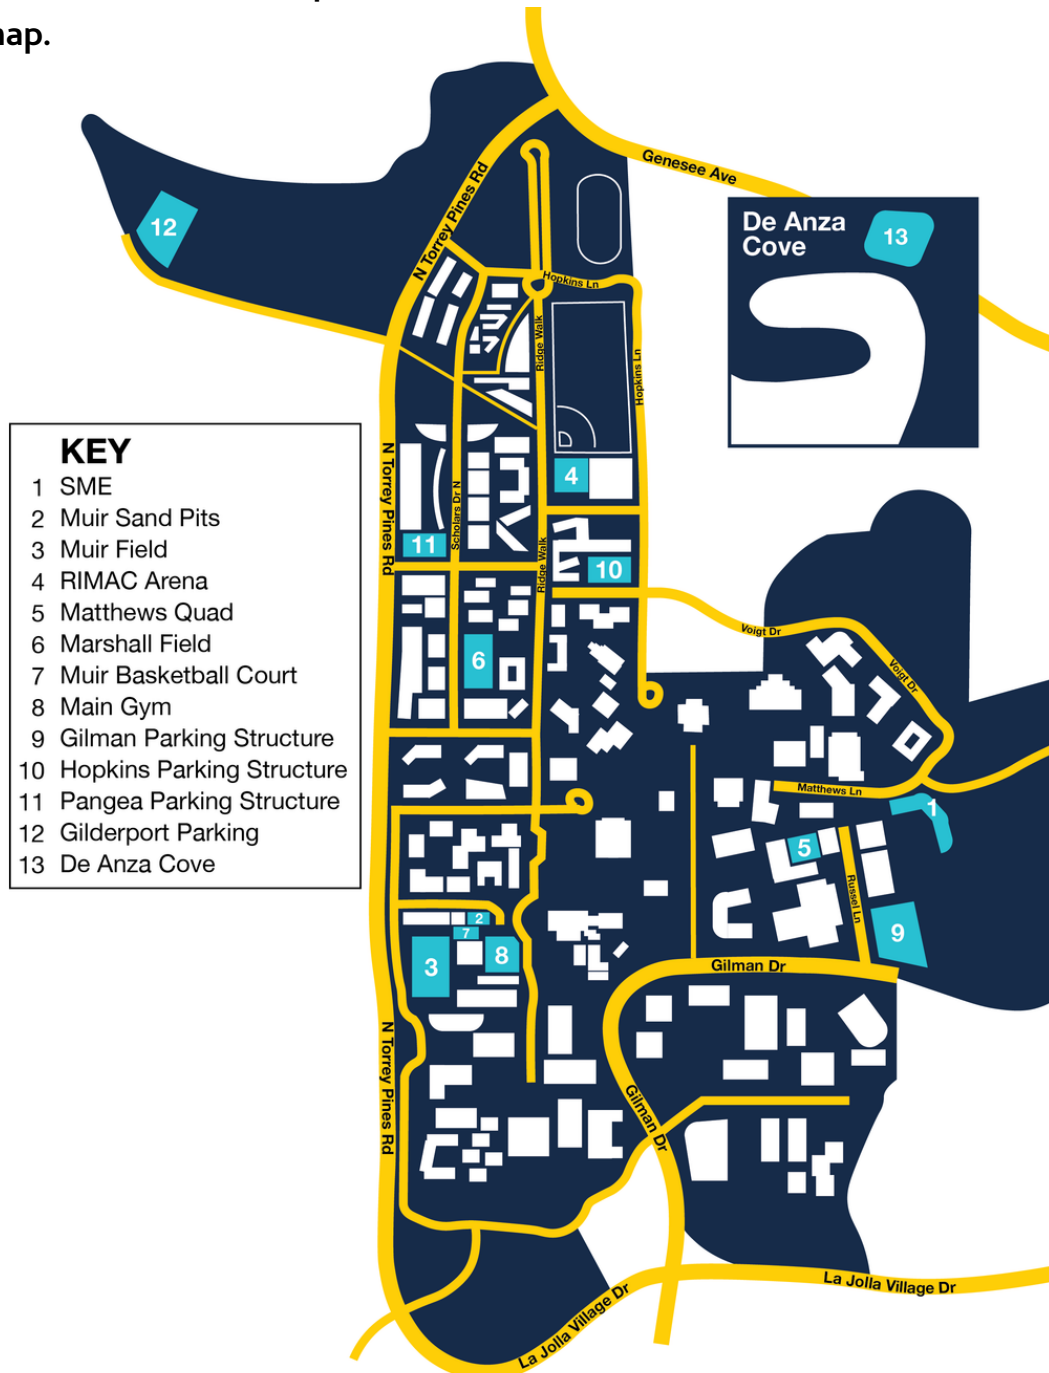 map.
Genesee Ave
N Torrey Pines Rd
12
De Anza
Cove
13
Hopkins Ln
Ridge Walk
Hopkins Ln
KEY
1 SME
2 Muir Sand Pits
3 Muir Field
4 RIMAC Arena
5 Matthews Quad
6 Marshall Field
7 Muir Basketball Court
8 Main Gym
9 Gilman Parking Structure
10 Hopkins Parking Structure
11 Pangea Parking Structure
12 Gilderport Parking
13 De Anza Cove
N Torrey Pines Rd
Scholars Dr N
4
11
Ridge Walk
10
Voigt Dr
6
Voigt Dr
Matthews Ln
1
5
Russel Ln
2
7
9
3
8
Gilman Dr
N Torrey Pines Rd
Gilman Dr
La Jolla Village Dr
La Jolla Village Dr